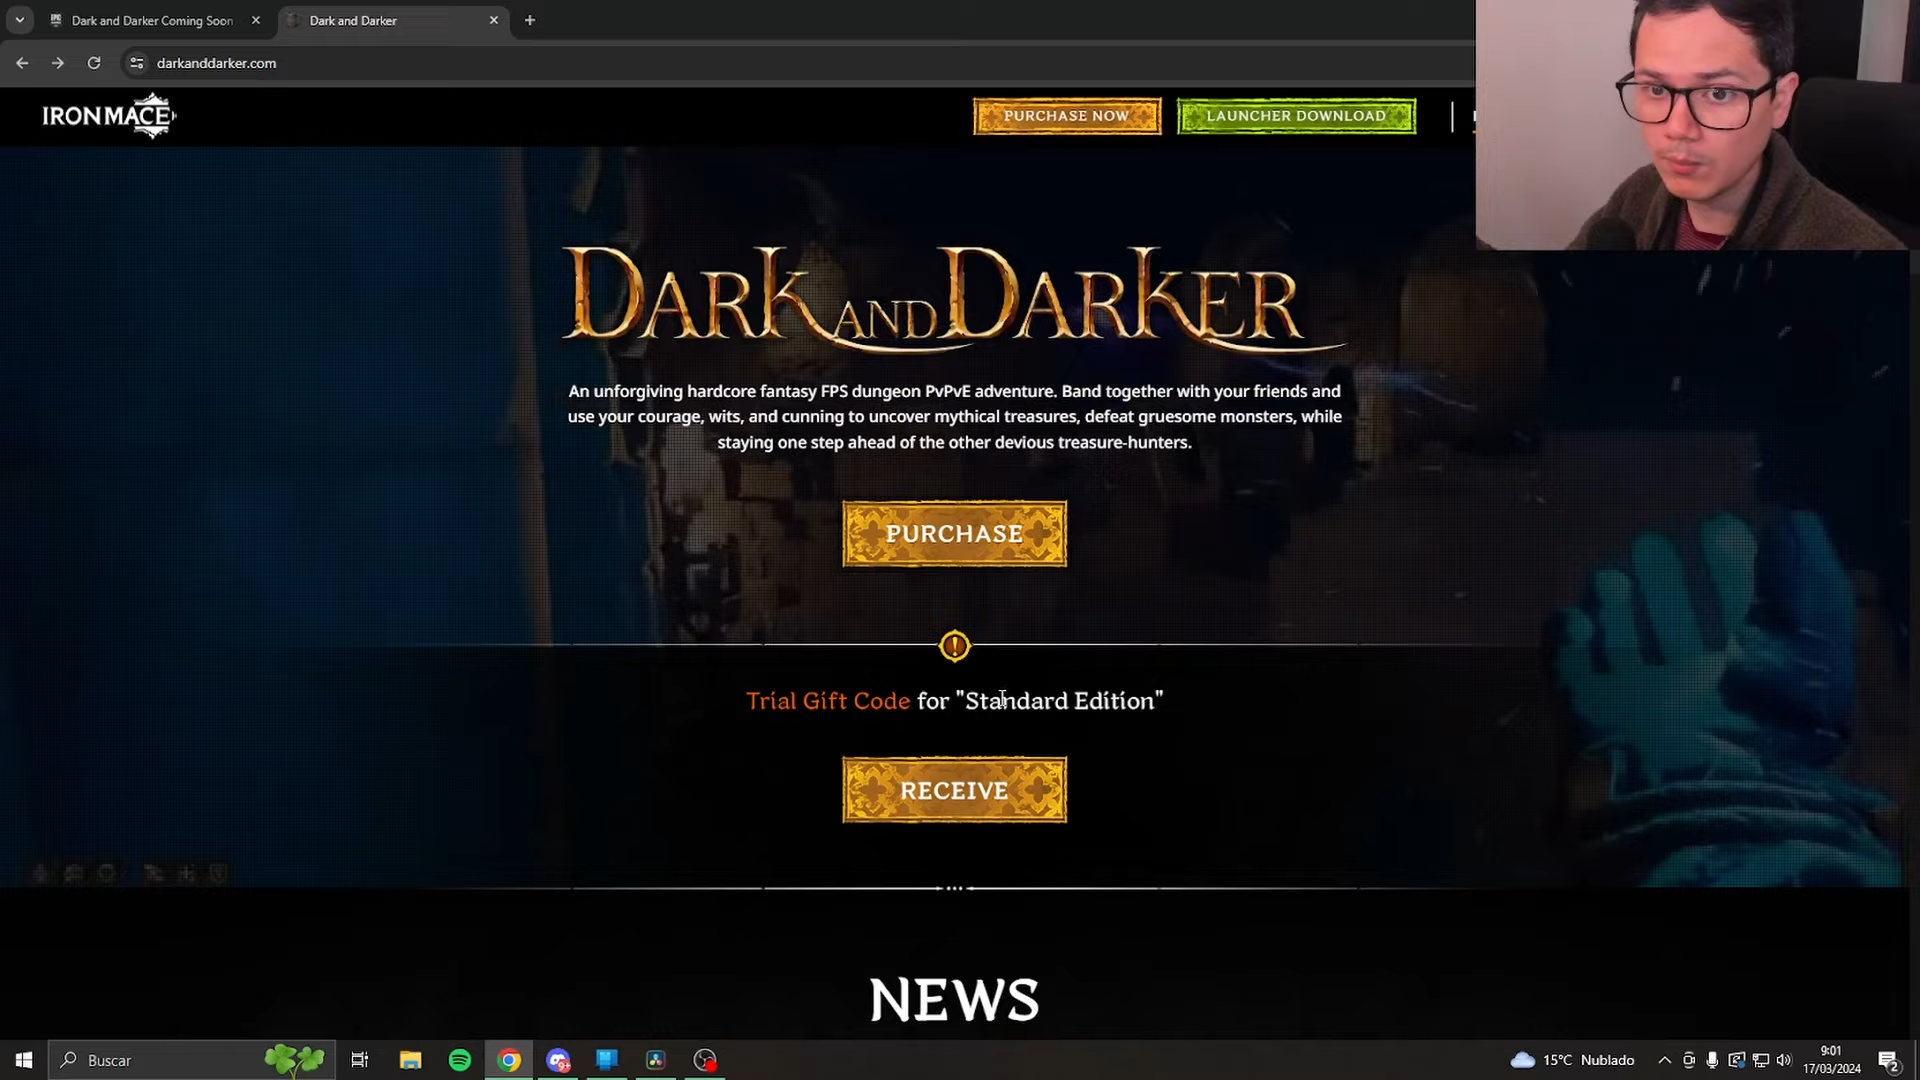 Dark and Darker Coming Soon
Dark and Darker
darkanddarker.com
IRONMACE
PURCHASE NOW
LAUNCHER DOWNLOAD
DARK AND DARKER
An unforgiving hardcore fantasy FPS dungeon PvPvE adventure. Band together with your friends and
use your courage, wits, and cunning to uncover mythical treasures, defeat gruesome monsters, while
staying one step ahead of the other devious treasure-hunters.
PURCHASE
Trial Gift Code for "Standard Edition"
RECEIVE
NEWS
Buscar
15°C Nublado
9:01
17/03/2024
2